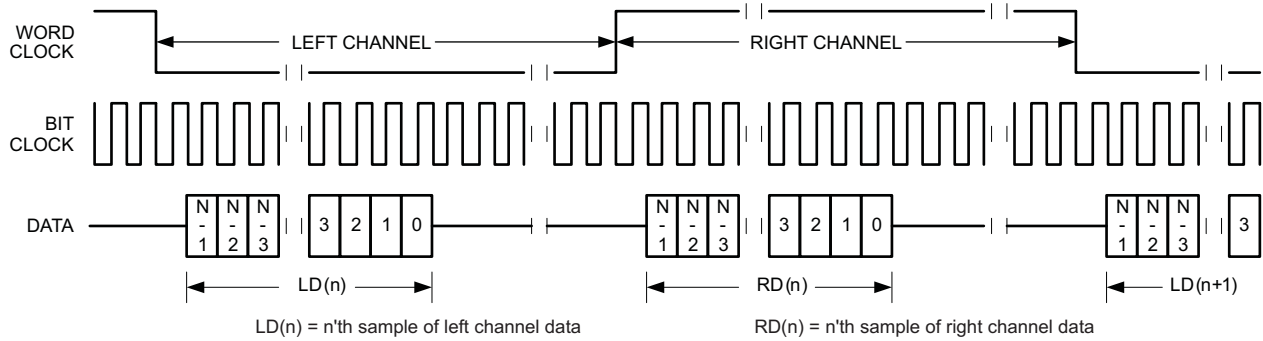 WORD
CLOCK
LEFT CHANNEL
RIGHT CHANNEL
BIT
CLOCK
DATA
N
-
1
N
-
2
N
-
3
3
2
1
0
N
-
1
N
-
2
N
-
3
3
2
1
0
N
-
1
N
-
2
N
-
3
3
LD(n)
RD(n)
LD(n+1)
LD(n) = n'th sample of left channel data
RD(n) = n'th sample of right channel data